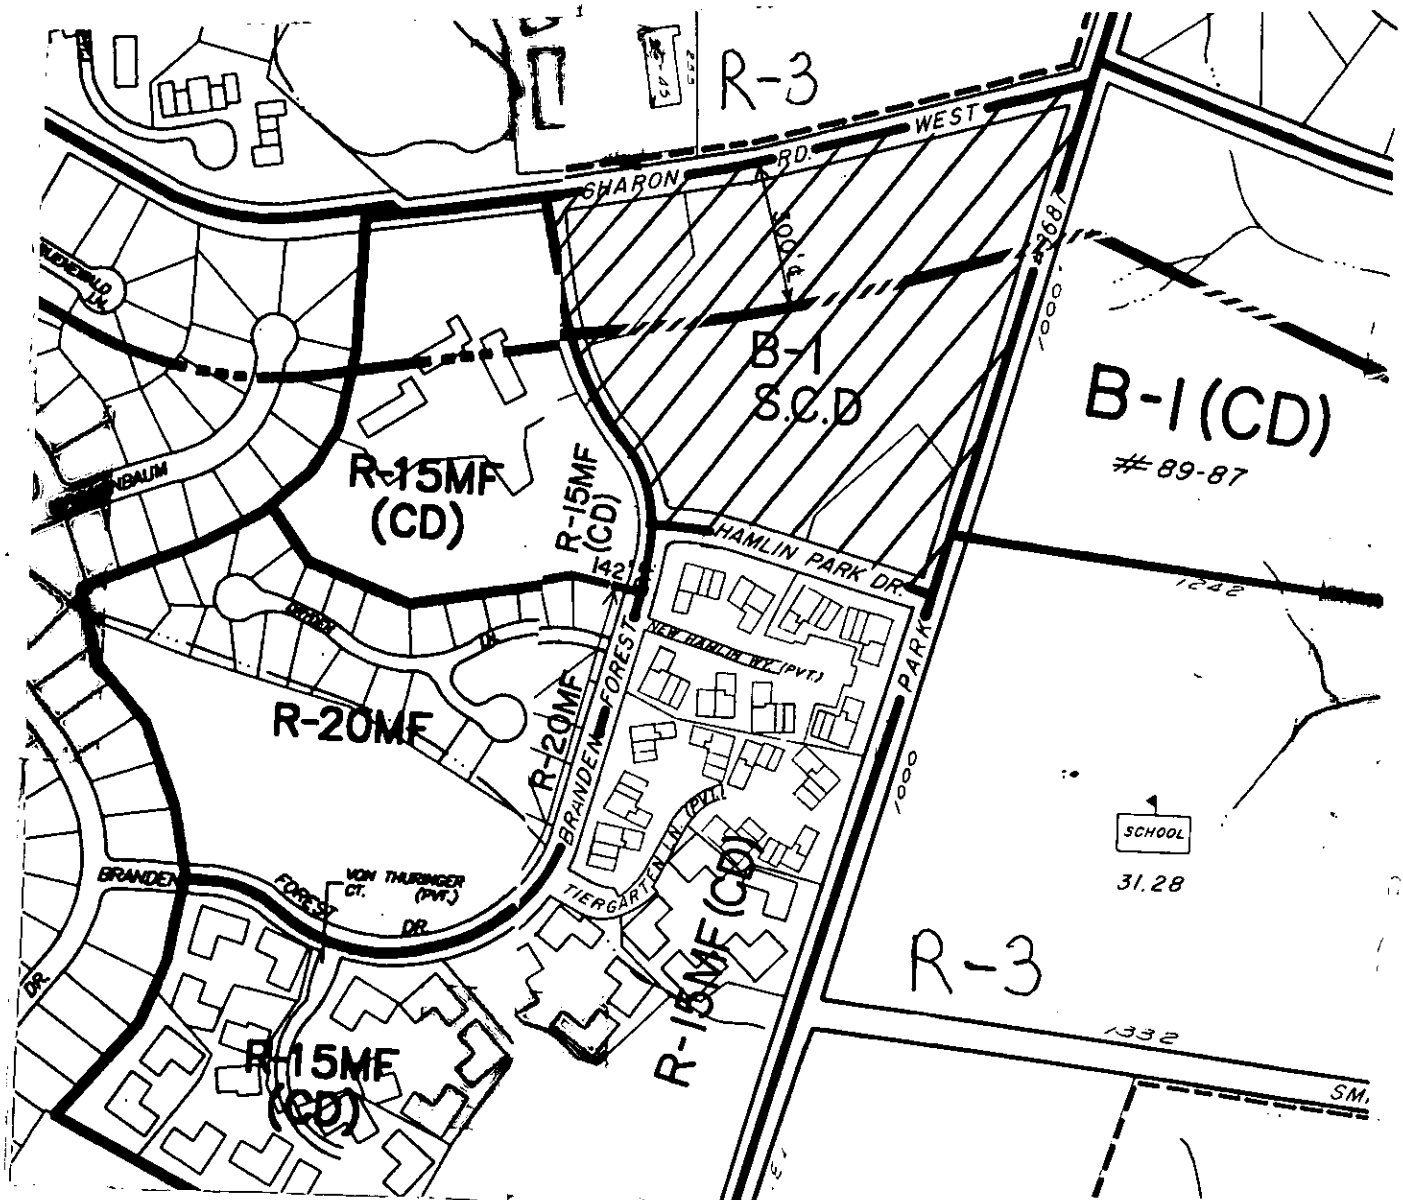 R-3
WEST
RD.
SHARON
300'±
B-1
S.C.D
B-1(CD)
# 89-87
R-15MF
(CD)
R-15MF
(CD)
142'
HAMLIN PARK DR.
1242
1000
NEW HAMLIN WY. (PVT.)
LN.
R-20MF
R-20MF
BRANDEN FOREST
PARK
1000
SCHOOL
31.28
BRANDEN
FOREST
DR.
VON THURINGER
CT. (PVT.)
TIERGARTEN LN. (PVT.)
R-15MF (CD)
R-3
DR.
1332
R-15MF
(CD)
SM.